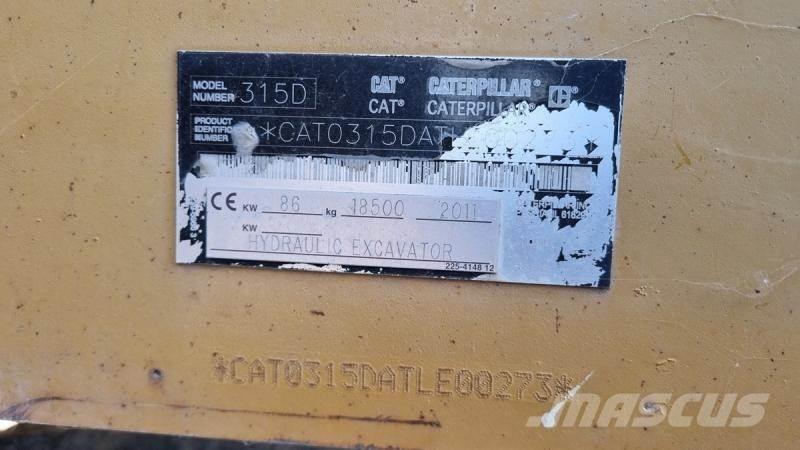 MODEL NUMBER 315D CAT® CATERPILLAR®
CAT® CATERPILLAR®
PRODUCT IDENTIFICATION NUMBER *CAT0315DATLE
CE KW 86 kg 18500 2011
KW
HYDRAULIC EXCAVATOR
225-4148 12
*CAT0315DATLE00273*
MASCUS